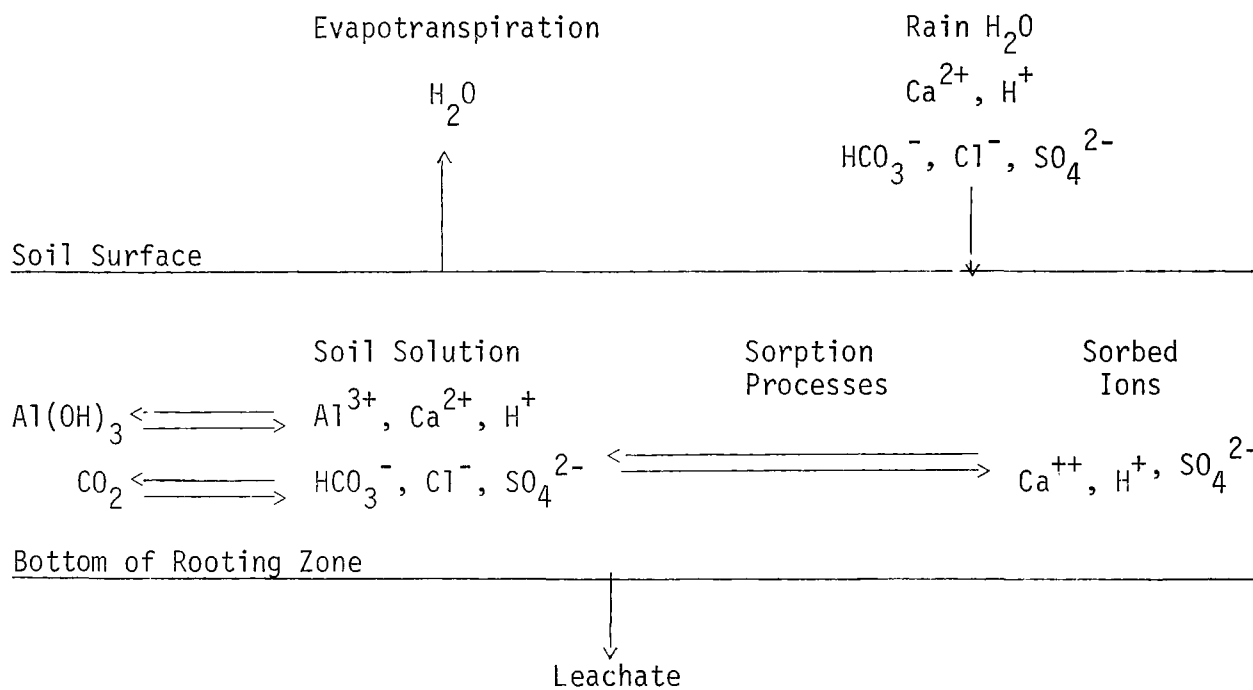 Evapotranspiration
Rain H₂O
H₂O
Ca²⁺, H⁺
HCO₃⁻, Cl⁻, SO₄²⁻
Soil Surface
Soil Solution
Sorption
Processes
Sorbed
Ions
Al(OH)₃
Al³⁺, Ca²⁺, H⁺
CO₂
HCO₃⁻, Cl⁻, SO₄²⁻
Ca⁺⁺, H⁺, SO₄²⁻
Bottom of Rooting Zone
Leachate